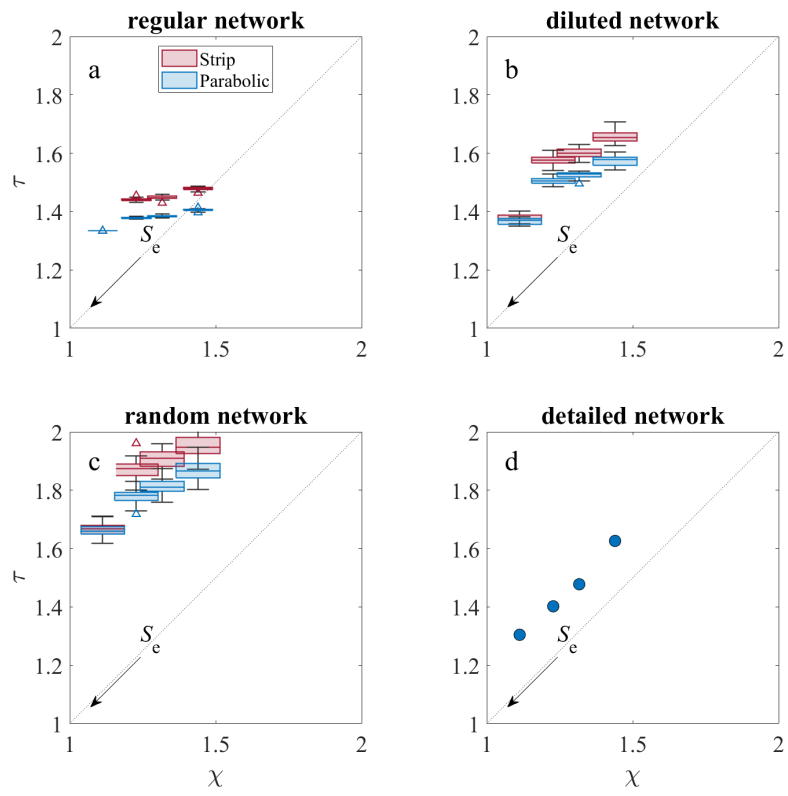 regular network
a
Strip
Parabolic
2
1.8
1.6
1.4
1.2
1
τ
S
e
1
1.5
2
diluted network
b
2
1.8
1.6
1.4
1.2
1
S
e
1
1.5
2
random network
c
2
1.8
1.6
1.4
1.2
1
τ
S
e
1
1.5
2
χ
detailed network
d
2
1.8
1.6
1.4
1.2
1
S
e
1
1.5
2
χ